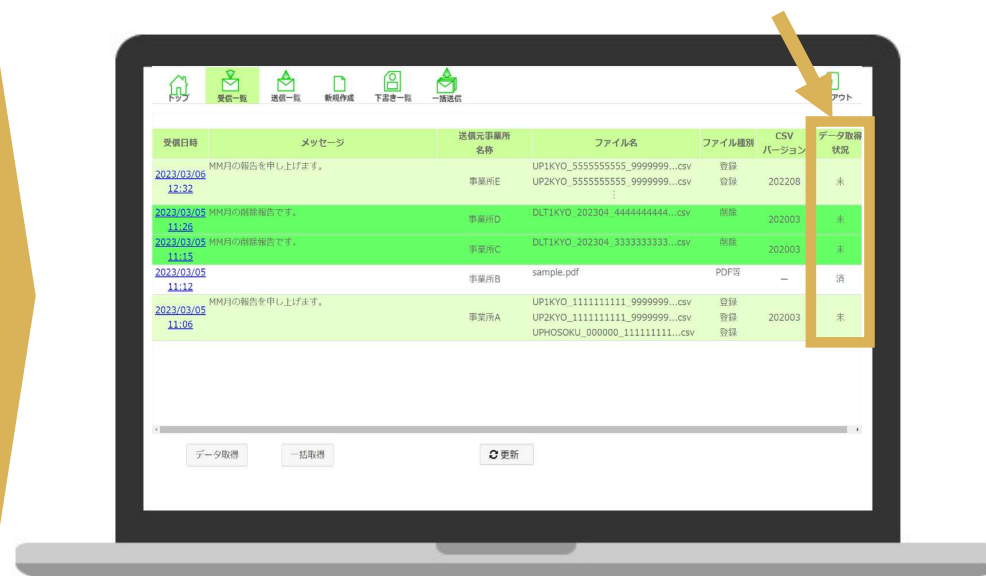 トップ 受信一覧 送信一覧 新規作成 下書き一覧 一括送信 アウト
受信日時 メッセージ 送信元事業所名称 ファイル名 ファイル種別 CSVバージョン データ取得状況
2023/03/06 12:32 MM月の報告を申し上げます。 事業所E UP1KYO_5555555555_9999999...csv 登録 202208 未
UP2KYO_5555555555_9999999...csv 登録
⋮
2023/03/05 11:26 MM月の削除報告です。 事業所D DLT1KYO_202304_4444444444...csv 削除 202003 未
2023/03/05 11:15 MM月の削除報告です。 事業所C DLT1KYO_202304_3333333333...csv 削除 202003 未
2023/03/05 11:12 事業所B sample.pdf PDF等 － 済
2023/03/05 11:06 MM月の報告を申し上げます。 事業所A UP1KYO_1111111111_9999999...csv 登録 202003 未
UP2KYO_1111111111_9999999...csv 登録
UPHOSOKU_000000_111111111...csv 登録
データ取得 一括取得 更新